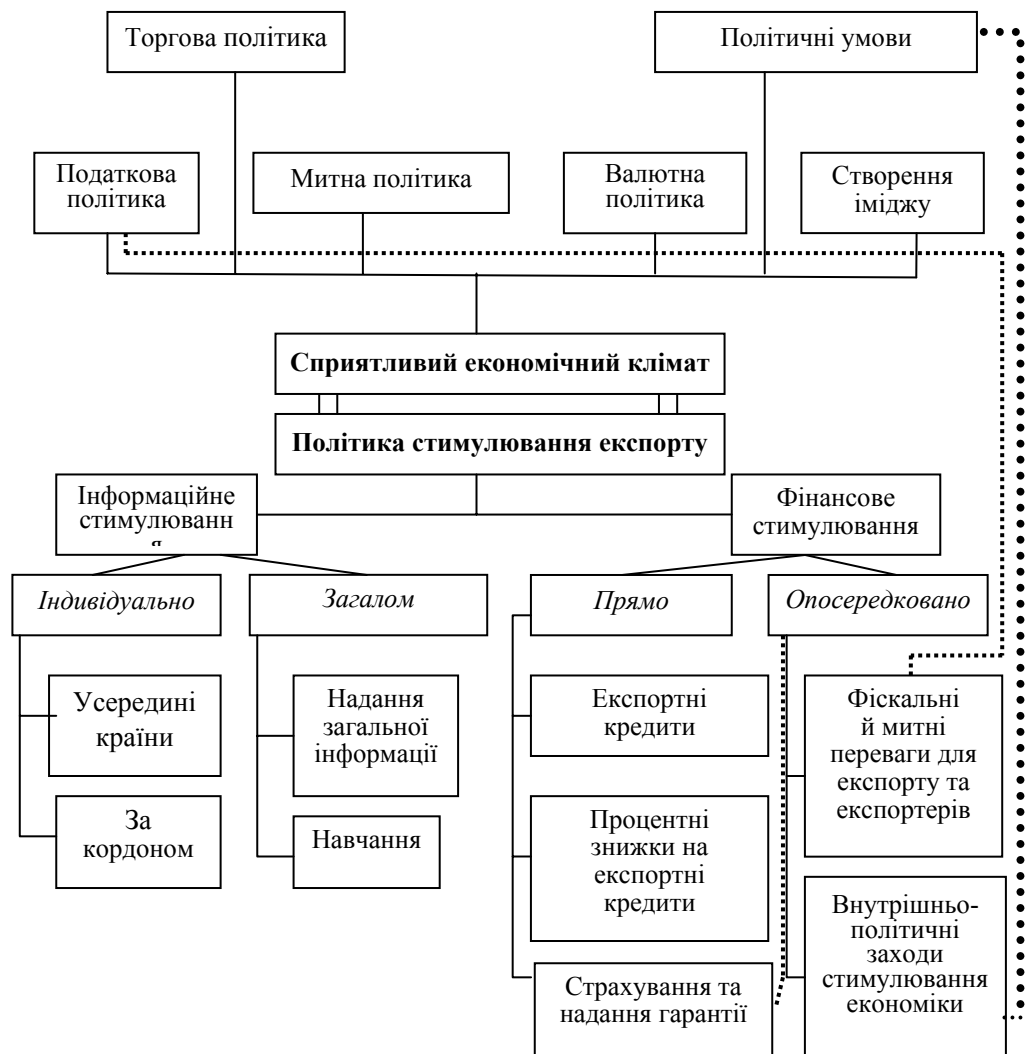 Торгова політика
Політичні умови
Податкова
політика
Митна політика
Валютна
політика
Створення
іміджу
Сприятливий економічний клімат
Політика стимулювання експорту
Інформаційне
стимулюванн
я
Фінансове
стимулювання
Індивідуально
Загалом
Прямо
Опосередковано
Усередині
країни
За
кордоном
Надання
загальної
інформації
Навчання
Експортні
кредити
Процентні
знижки на
експортні
кредити
Страхування та
надання гарантії
Фіскальні
й митні
переваги для
експорту та
експортерів
Внутрішньо-
політичні
заходи
стимулювання
економіки